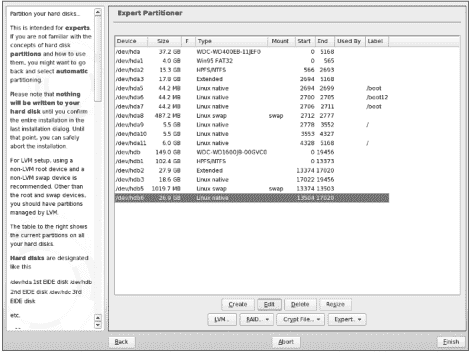 Partition your hard disks..
This is intended for experts.
If you are not familiar with the
concepts of hard disk
partitions and how to use
them, you might want to go
back and select automatic
partitioning.
Please note that nothing
will be written to your
hard disk until you confirm
the entire installation in the
last installation dialog. Until
that point, you can safely
abort the installation.
For LVM setup, using a
non-LVM root device and a
non-LVM swap device is
recommended. Other than
the root and swap devices,
you should have partitions
managed by LVM.
The table to the right shows
the current partitions on all
your hard disks.
Hard disks are designated
like this
/dev/hda 1st EIDE disk /dev/hdb
2nd EIDE disk /dev/hdc 3rd
EIDE disk
etc.
Expert Partitioner
Device Size F Type Mount Start End Used By Label
/dev/hda 37.2 GB WDC-WD400EB-11JEF0 0 5168
/dev/hda1 4.0 GB Win95 FAT32 0 565
/dev/hda2 15.3 GB HPFS/NTFS 566 2693
/dev/hda3 17.8 GB Extended 2694 5168
/dev/hda5 44.2 MB Linux native 2694 2699 /boot
/dev/hda6 44.2 MB Linux native 2700 2705 /boot12
/dev/hda7 44.2 MB Linux native 2706 2711 /boot
/dev/hda8 487.2 MB Linux swap swap 2712 2777
/dev/hda9 5.5 GB Linux native 2778 3552 /
/dev/hda10 5.5 GB Linux native 3553 4327
/dev/hda11 6.0 GB Linux native 4328 5168 /
/dev/hdb 149.0 GB WDC-WD1600JB-00GVC0 0 19456
/dev/hdb1 102.4 GB HPFS/NTFS 0 13373
/dev/hdb2 27.9 GB Extended 13374 17020
/dev/hdb3 18.6 GB Linux native 17022 19456
/dev/hdb5 1019.7 MB Linux swap swap 13374 13503
/dev/hdb6 26.9 GB Linux native 13504 17020
Create Edit Delete Resize
LVM.. RAID.. Crypt File.. Expert..
Back Abort Finish